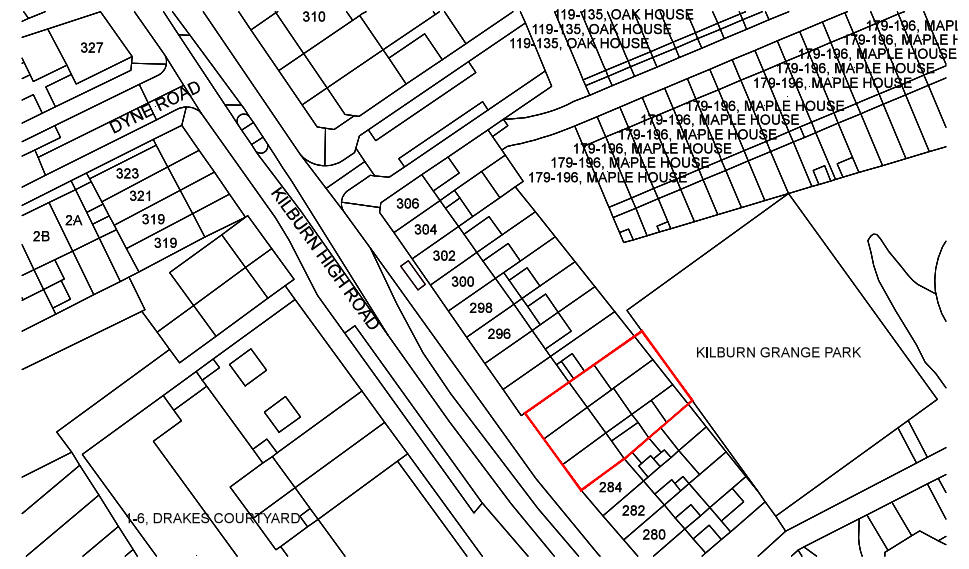 310
119-135, OAK HOUSE
119-135, OAK HOUSE
119-135, OAK HOUSE
327
179-196, MAPL
179-196, MAPLE H
179-196, MAPLE HOUSE
179-196, MAPLE HOUSE
179-196, MAPLE HOUSE
DYNE ROAD
179-196, MAPLE HOUSE
179-196, MAPLE HOUSE
179-196, MAPLE HOUSE
179-196, MAPLE HOUSE
179-196, MAPLE HOUSE
179-196, MAPLE HOUSE
323
321
319
319
2A
2B
KILBURN HIGH ROAD
306
304
302
300
298
296
KILBURN GRANGE PARK
284
282
280
1-6, DRAKES COURTYARD